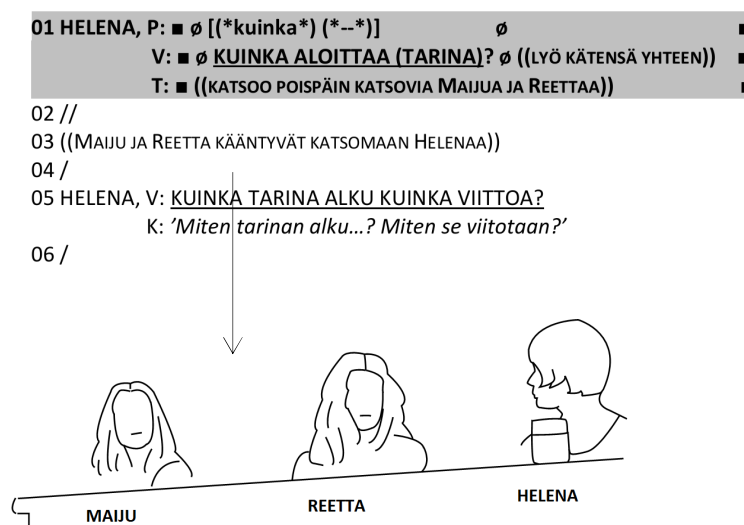 01 HELENA, P: ■ ø [(*kuinka*) (*--*)] ø ■
V: ■ ø KUINKA ALOITTAA (TARINA)? ø ((LYÖ KÄTENSÄ YHTEEN)) ■
T: ■ ((KATSOO POISPÄIN KATSOVIA MAIJUA JA REETTAA)) ■
02 //
03 ((MAIJU JA REETTA KÄÄNTYVÄT KATSOMAAN HELENAA))
04 /
05 HELENA, V: KUINKA TARINA ALKU KUINKA VIITTOA?
K: ’Miten tarinan alku…? Miten se viitotaan?’
06 /
MAIJU REETTA HELENA